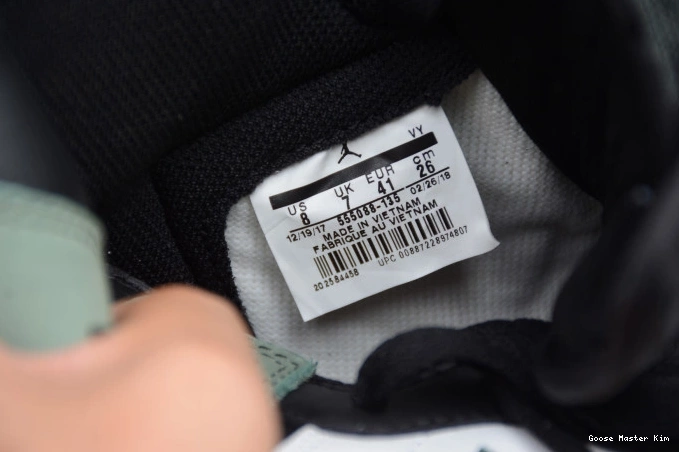 VY
US UK EUR cm
8 7 41 26
12/19/17 555088-135 02/26/18
MADE IN VIETNAM
FABRIQUE AU VIETNAM
202584458 UPC 00887228974807
Goose Master Kim